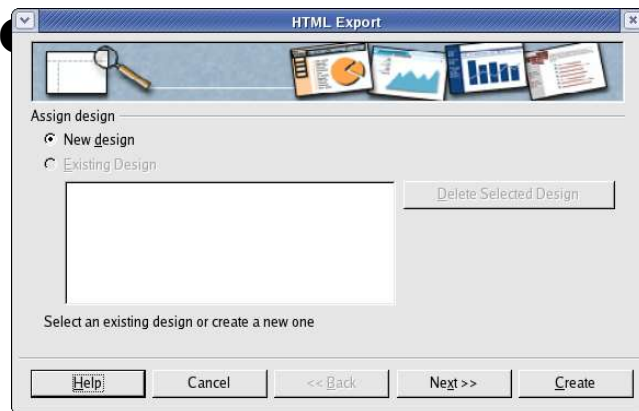 HTML Export
Assign design
New design
Existing Design
Delete Selected Design
Select an existing design or create a new one
Help
Cancel
<< Back
Next >>
Create